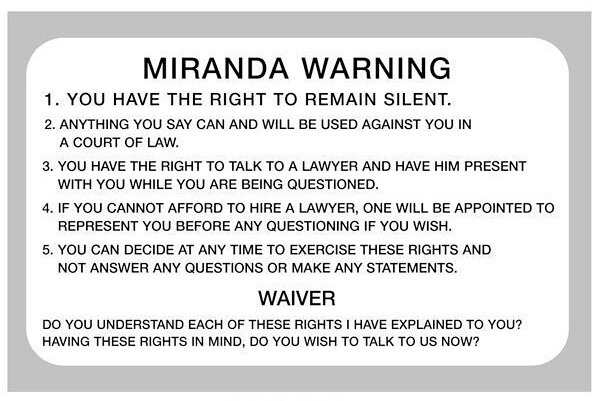 MIRANDA WARNING
1. YOU HAVE THE RIGHT TO REMAIN SILENT.
2. ANYTHING YOU SAY CAN AND WILL BE USED AGAINST YOU IN
A COURT OF LAW.
3. YOU HAVE THE RIGHT TO TALK TO A LAWYER AND HAVE HIM PRESENT
WITH YOU WHILE YOU ARE BEING QUESTIONED.
4. IF YOU CANNOT AFFORD TO HIRE A LAWYER, ONE WILL BE APPOINTED TO
REPRESENT YOU BEFORE ANY QUESTIONING IF YOU WISH.
5. YOU CAN DECIDE AT ANY TIME TO EXERCISE THESE RIGHTS AND
NOT ANSWER ANY QUESTIONS OR MAKE ANY STATEMENTS.
WAIVER
DO YOU UNDERSTAND EACH OF THESE RIGHTS I HAVE EXPLAINED TO YOU?
HAVING THESE RIGHTS IN MIND, DO YOU WISH TO TALK TO US NOW?